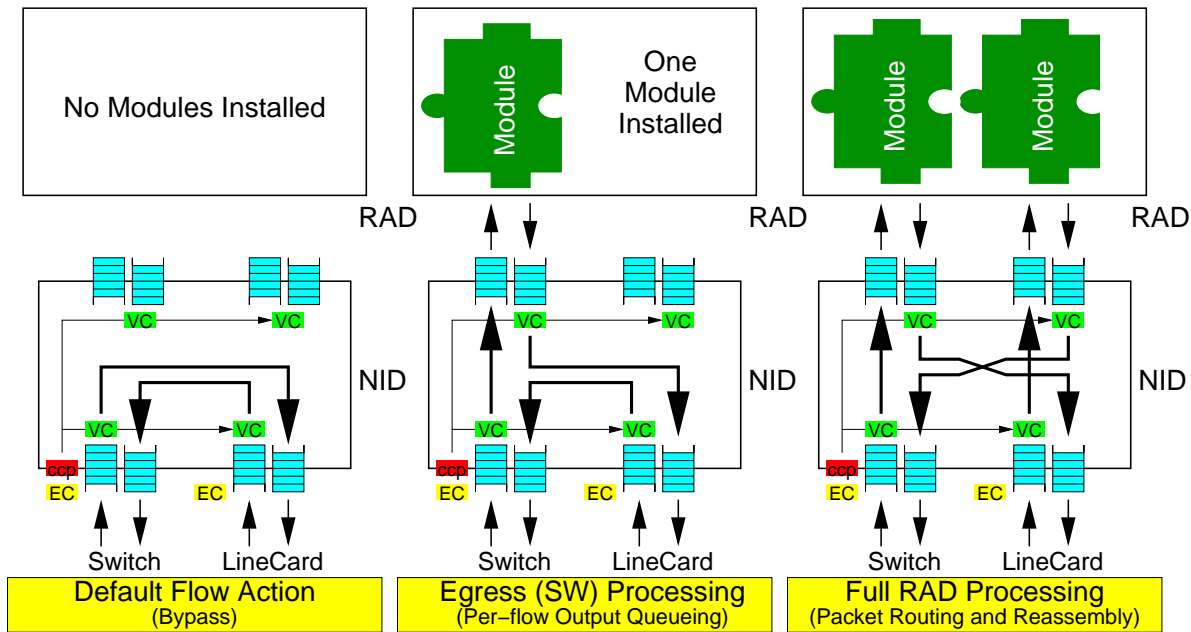 No Modules Installed
RAD
VC
VC
NID
VC
VC
ccp
EC
EC
Switch
LineCard
Default Flow Action
(Bypass)
Module
One
Module
Installed
RAD
VC
VC
NID
VC
VC
ccp
EC
EC
Switch
LineCard
Egress (SW) Processing
(Per−flow Output Queueing)
Module
Module
RAD
VC
VC
NID
VC
VC
ccp
EC
EC
Switch
LineCard
Full RAD Processing
(Packet Routing and Reassembly)